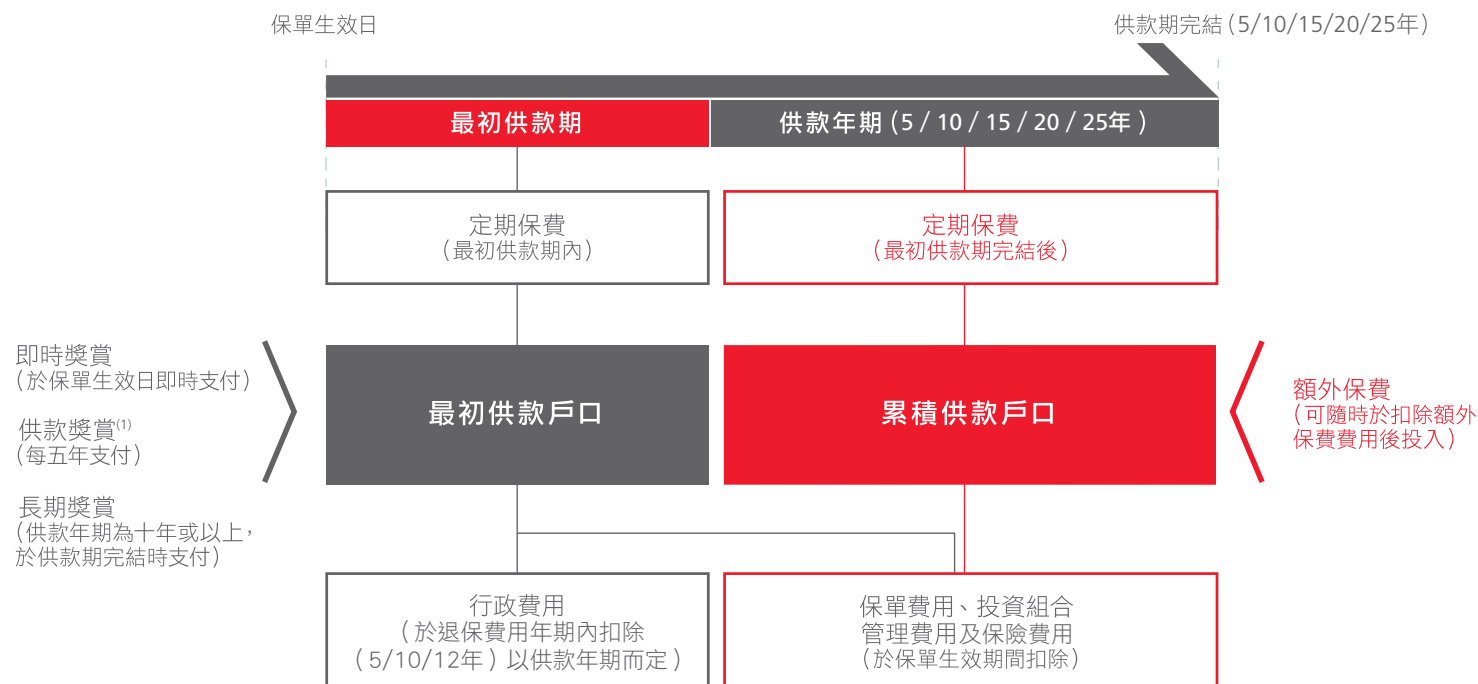 保單生效日
供款期完結（5/10/15/20/25年）
最初供款期
供款年期（5 / 10 / 15 / 20 / 25年）
定期保費
（最初供款期內）
定期保費
（最初供款期完結後）
即時獎賞
（於保單生效日即時支付）
供款獎賞(1)
（每五年支付）
長期獎賞
（供款年期為十年或以上，
於供款期完結時支付）
最初供款戶口
累積供款戶口
額外保費
（可隨時於扣除額外
保費費用後投入）
行政費用
（於退保費用年期內扣除
（5/10/12年）以供款年期而定）
保單費用、投資組合
管理費用及保險費用
（於保單生效期間扣除）